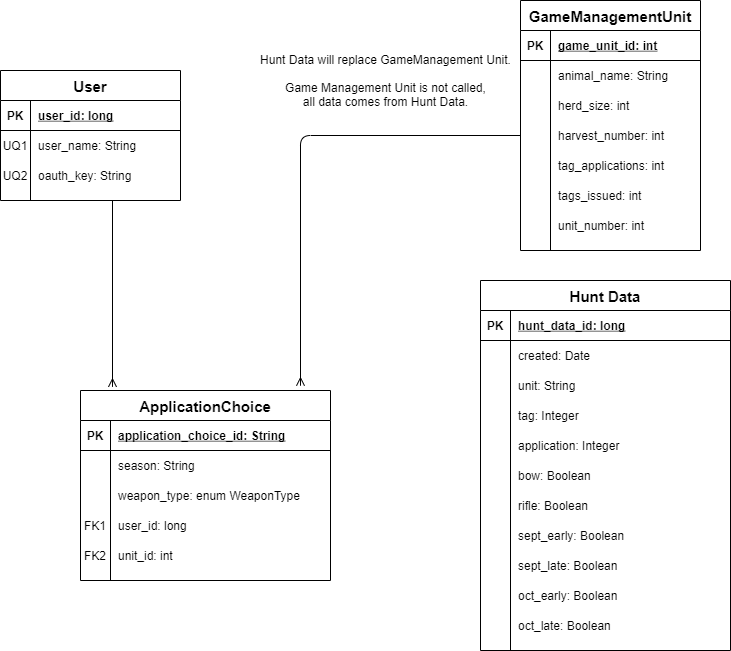 GameManagementUnit
PK game_unit_id: int
animal_name: String
herd_size: int
harvest_number: int
tag_applications: int
tags_issued: int
unit_number: int
Hunt Data will replace GameManagement Unit.
Game Management Unit is not called,
all data comes from Hunt Data.
User
PK user_id: long
UQ1 user_name: String
UQ2 oauth_key: String
Hunt Data
PK hunt_data_id: long
created: Date
unit: String
tag: Integer
application: Integer
bow: Boolean
rifle: Boolean
sept_early: Boolean
sept_late: Boolean
oct_early: Boolean
oct_late: Boolean
ApplicationChoice
PK application_choice_id: String
season: String
weapon_type: enum WeaponType
FK1 user_id: long
FK2 unit_id: int